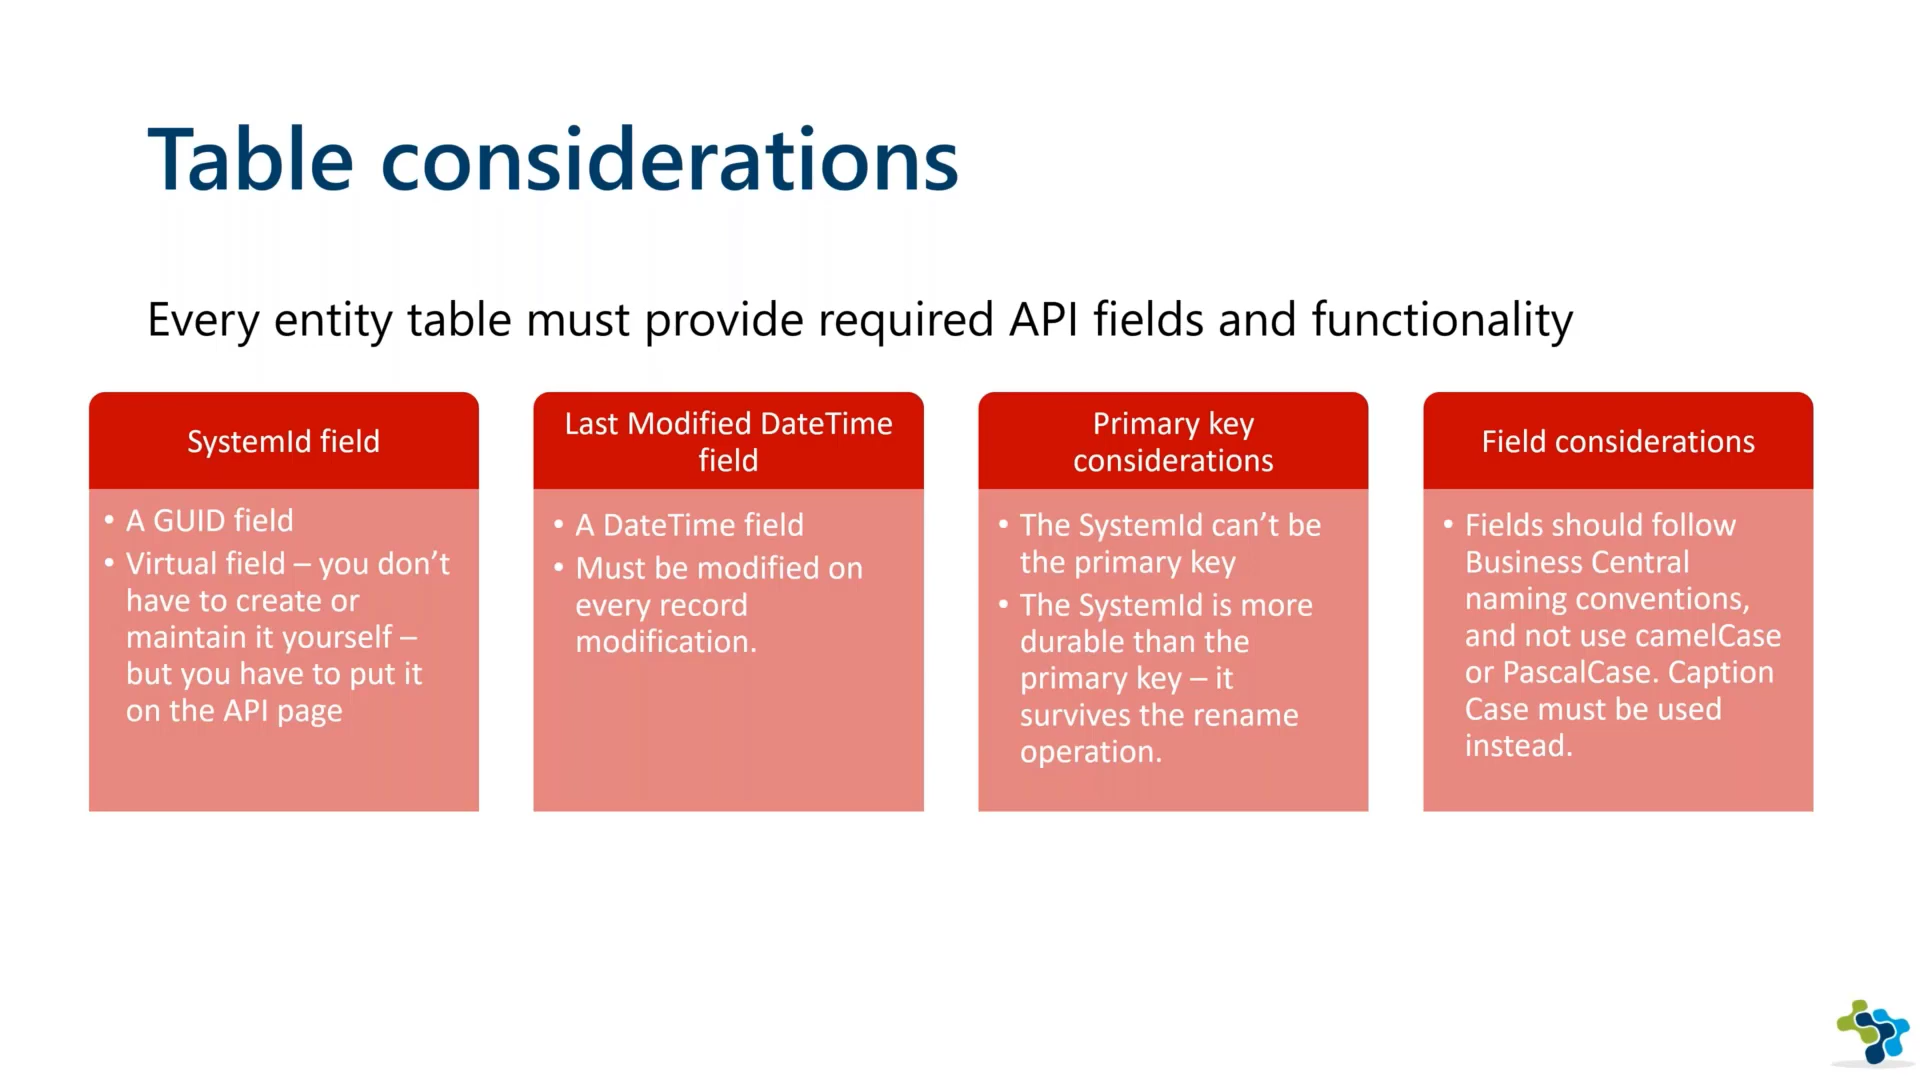 Table considerations
Every entity table must provide required API fields and functionality
SystemId field
• A GUID field
• Virtual field – you don’t
have to create or
maintain it yourself –
but you have to put it
on the API page
Last Modified DateTime
field
• A DateTime field
• Must be modified on
every record
modification.
Primary key
considerations
• The SystemId can’t be
the primary key
• The SystemId is more
durable than the
primary key – it
survives the rename
operation.
Field considerations
• Fields should follow
Business Central
naming conventions,
and not use camelCase
or PascalCase. Caption
Case must be used
instead.